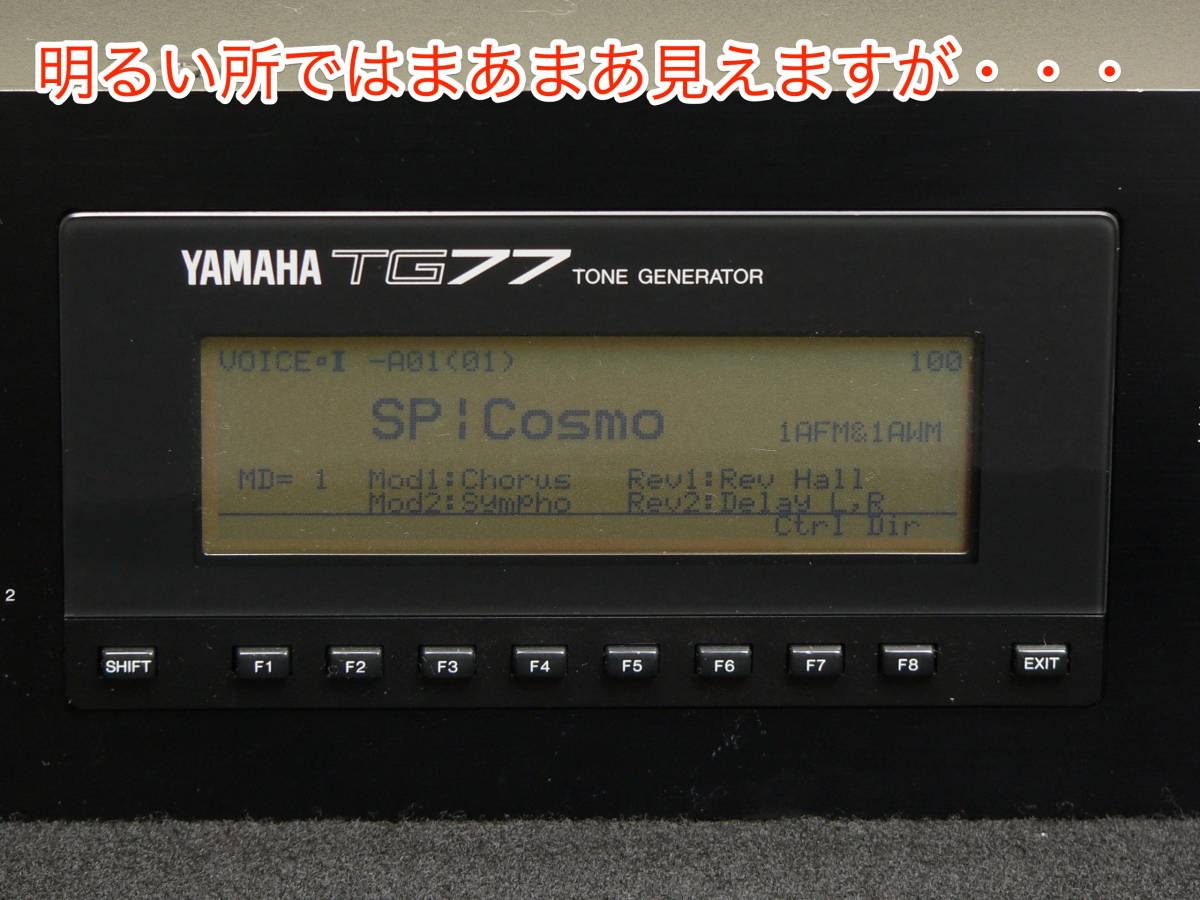 明るい所ではまあまあ見えますが・・・
YAMAHA TG77 TONE GENERATOR
VOICE▫I -A01(01) 100
SP|Cosmo 1AFM&1AWM
MD= 1 Mod1:Chorus Rev1:Rev Hall
Mod2:Sympho Rev2:Delay L,R
Ctrl Dir
2
SHIFT F1 F2 F3 F4 F5 F6 F7 F8 EXIT